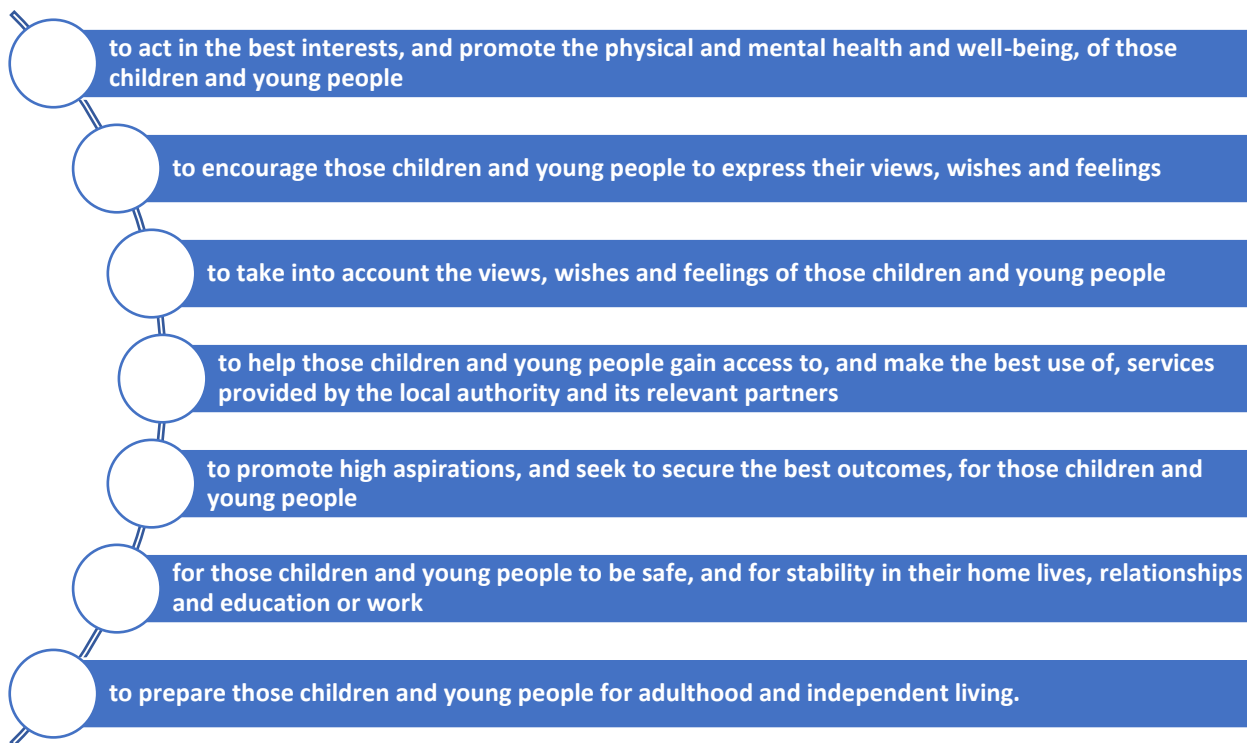 to act in the best interests, and promote the physical and mental health and well-being, of those
children and young people
to encourage those children and young people to express their views, wishes and feelings
to take into account the views, wishes and feelings of those children and young people
to help those children and young people gain access to, and make the best use of, services
provided by the local authority and its relevant partners
to promote high aspirations, and seek to secure the best outcomes, for those children and
young people
for those children and young people to be safe, and for stability in their home lives, relationships
and education or work
to prepare those children and young people for adulthood and independent living.